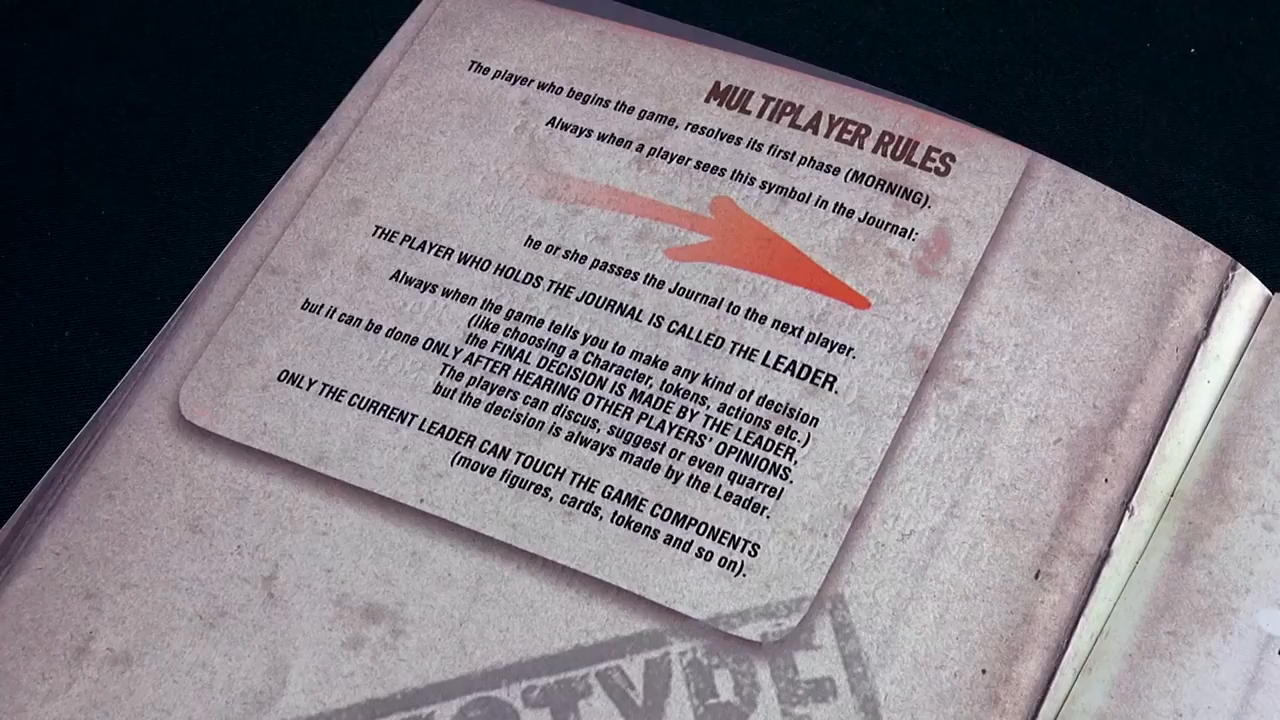 MULTIPLAYER RULES
The player who begins the game, resolves its first phase (MORNING).
Always when a player sees this symbol in the Journal:
he or she passes the Journal to the next player.
THE PLAYER WHO HOLDS THE JOURNAL IS CALLED THE LEADER.
Always when the game tells you to make any kind of decision
(like choosing a Character, tokens, actions etc.)
the FINAL DECISION IS MADE BY THE LEADER,
but it can be done ONLY AFTER HEARING OTHER PLAYERS' OPINIONS.
The players can discus, suggest or even quarrel
but the decision is always made by the Leader.
ONLY THE CURRENT LEADER CAN TOUCH THE GAME COMPONENTS
(move figures, cards, tokens and so on).